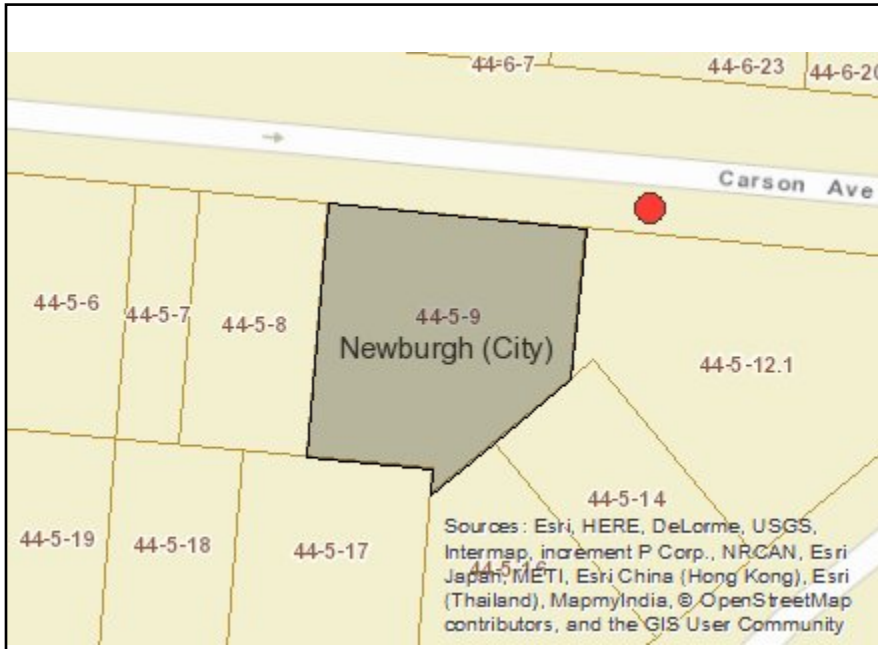 44-6-7
44-6-23
44-6-20
Carson Ave
44-5-6
44-5-7
44-5-8
44-5-9
Newburgh (City)
44-5-12.1
44-5-19
44-5-18
44-5-17
44-5-14
44-5-16
Sources: Esri, HERE, DeLorme, USGS,
Intermap, increment P Corp., NRCAN, Esri
Japan, METI, Esri China (Hong Kong), Esri
(Thailand), MapmyIndia, © OpenStreetMap
contributors, and the GIS User Community